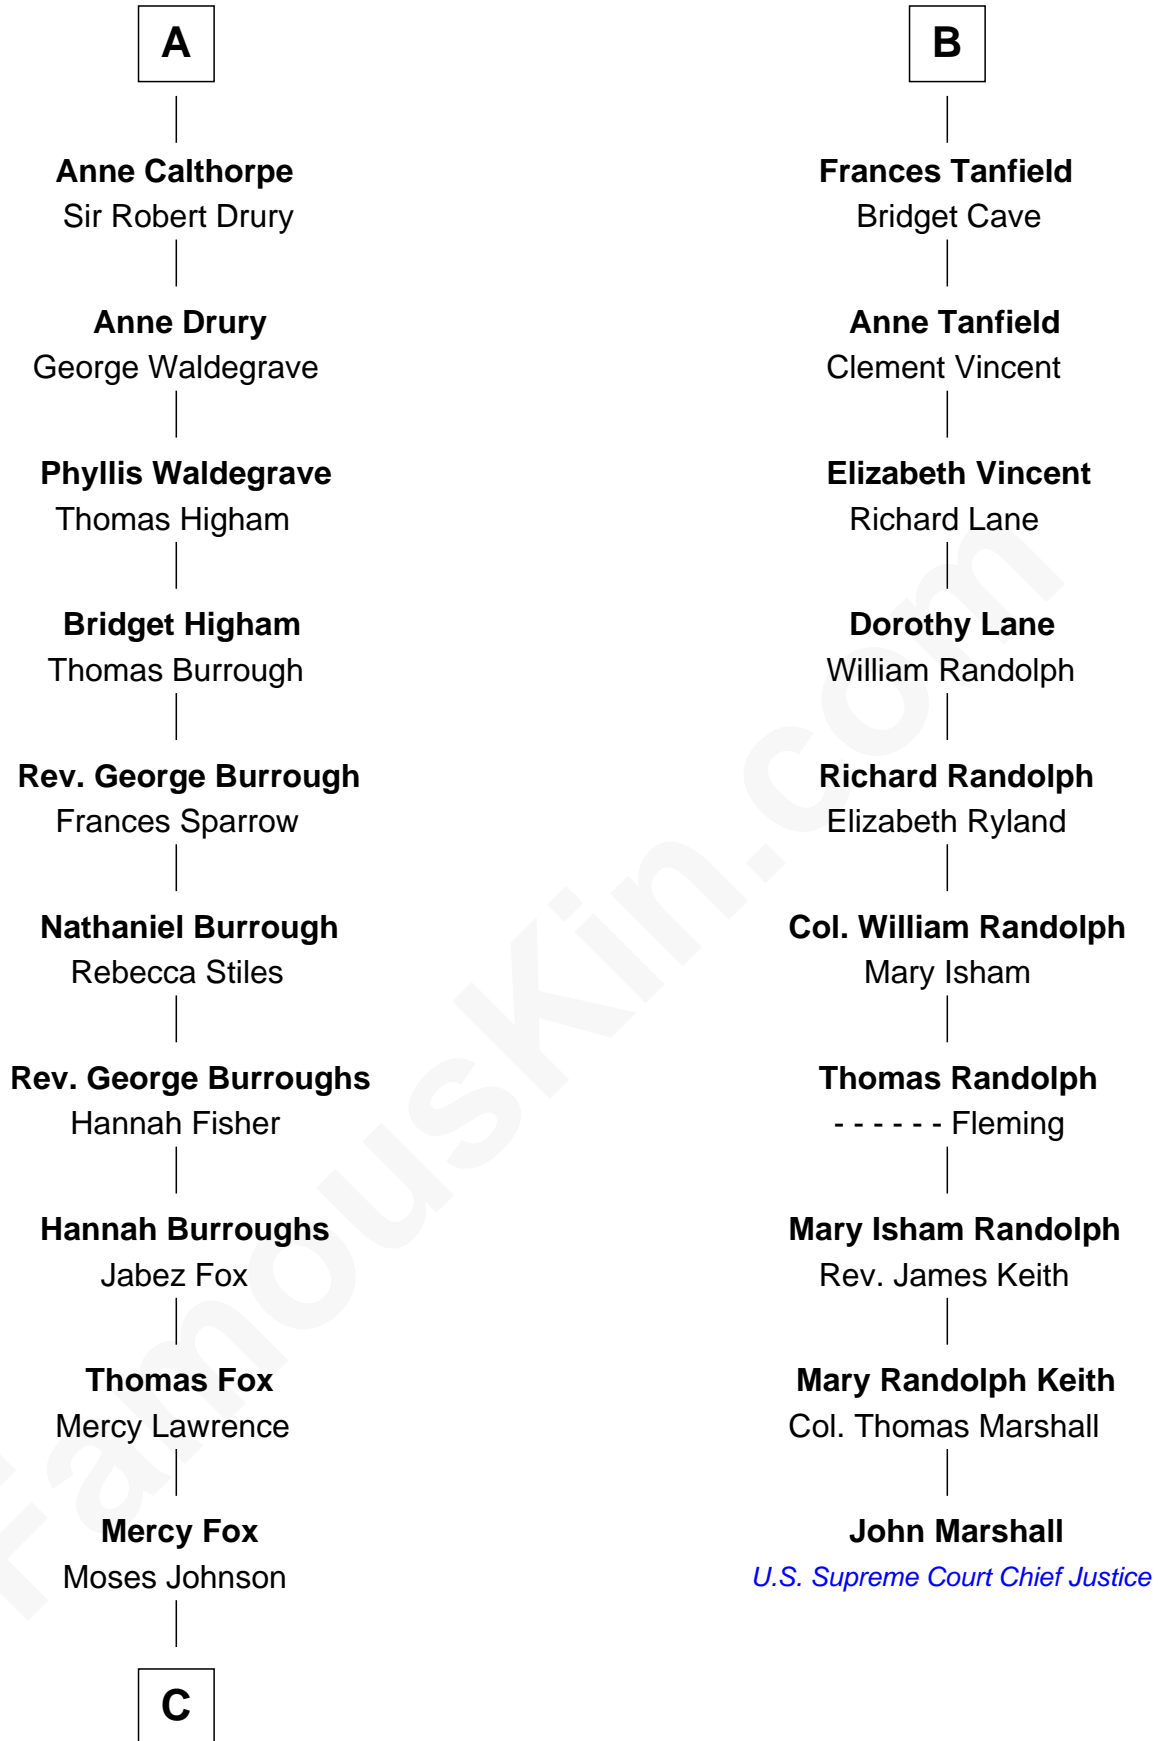 A
Anne Calthorpe
Sir Robert Drury
Anne Drury
George Waldegrave
Phyllis Waldegrave
Thomas Higham
Bridget Higham
Thomas Burrough
Rev. George Burrough
Frances Sparrow
Nathaniel Burrough
Rebecca Stiles
Rev. George Burroughs
Hannah Fisher
Hannah Burroughs
Jabez Fox
Thomas Fox
Mercy Lawrence
Mercy Fox
Moses Johnson
C
B
Frances Tanfield
Bridget Cave
Anne Tanfield
Clement Vincent
Elizabeth Vincent
Richard Lane
Dorothy Lane
William Randolph
Richard Randolph
Elizabeth Ryland
Col. William Randolph
Mary Isham
Thomas Randolph
- - - - - - Fleming
Mary Isham Randolph
Rev. James Keith
Mary Randolph Keith
Col. Thomas Marshall
John Marshall
U.S. Supreme Court Chief Justice
FamousKin.com